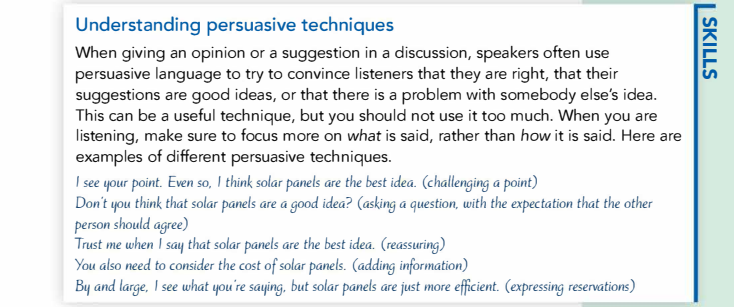 Understanding persuasive techniques
When giving an opinion or a suggestion in a discussion, speakers often use
persuasive language to try to convince listeners that they are right, that their
suggestions are good ideas, or that there is a problem with somebody else's idea.
This can be a useful technique, but you should not use it too much. When you are
listening, make sure to focus more on what is said, rather than how it is said. Here are
examples of different persuasive techniques.
I see your point. Even so, I think solar panels are the best idea. (challenging a point)
Don't you think that solar panels are a good idea? (asking a question, with the expectation that the other
person should agree)
Trust me when I say that solar panels are the best idea. (reassuring)
You also need to consider the cost of solar panels. (adding information)
By and large, I see what you're saying, but solar panels are just more efficient. (expressing reservations)
SKILLS